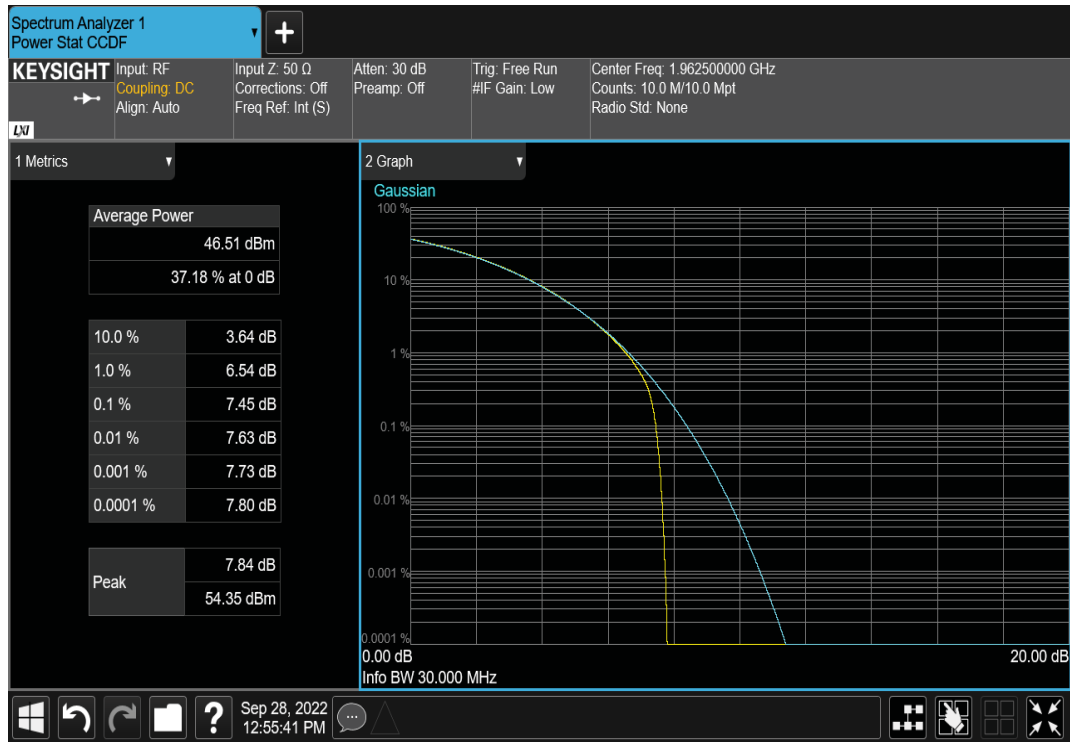 Spectrum Analyzer 1
Power Stat CCDF
▼
+
KEYSIGHT
LXI
Input: RF
Coupling: DC
Align: Auto
Input Z: 50 Ω
Corrections: Off
Freq Ref: Int (S)
Atten: 30 dB
Preamp: Off
Trig: Free Run
#IF Gain: Low
Center Freq: 1.962500000 GHz
Counts: 10.0 M/10.0 Mpt
Radio Std: None
1 Metrics ▼
Average Power
46.51 dBm
37.18 % at 0 dB
10.0 % 3.64 dB
1.0 % 6.54 dB
0.1 % 7.45 dB
0.01 % 7.63 dB
0.001 % 7.73 dB
0.0001 % 7.80 dB
Peak 7.84 dB
54.35 dBm
2 Graph ▼
Gaussian
100 %
10 %
1 %
0.1 %
0.01 %
0.001 %
0.0001 %
0.00 dB 20.00 dB
Info BW 30.000 MHz
?
Sep 28, 2022
12:55:41 PM